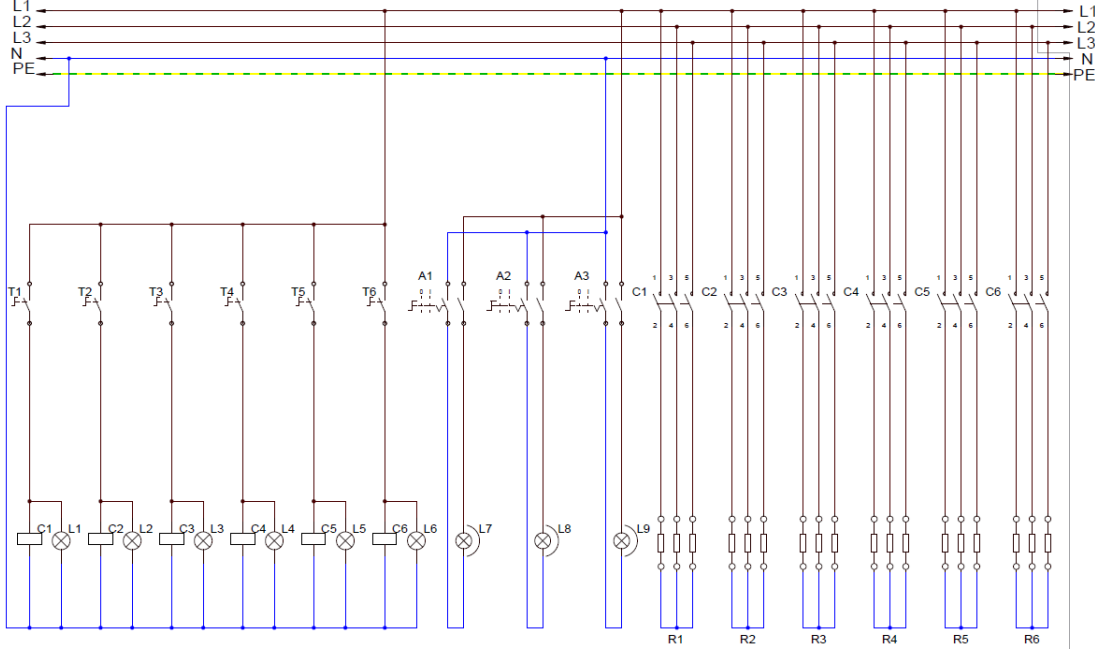 L1 L1
L2 L2
L3 L3
N N
PE PE
A1 A2 A3
0 I 0 I 0 I
1 3 5 1 3 5 1 3 5 1 3 5 1 3 5 1 3 5
T1 T2 T3 T4 T5 T6 C1 C2 C3 C4 C5 C6
2 4 6 2 4 6 2 4 6 2 4 6 2 4 6 2 4 6
C1 L1 C2 L2 C3 L3 C4 L4 C5 L5 C6 L6 L7 L8 L9
R1 R2 R3 R4 R5 R6